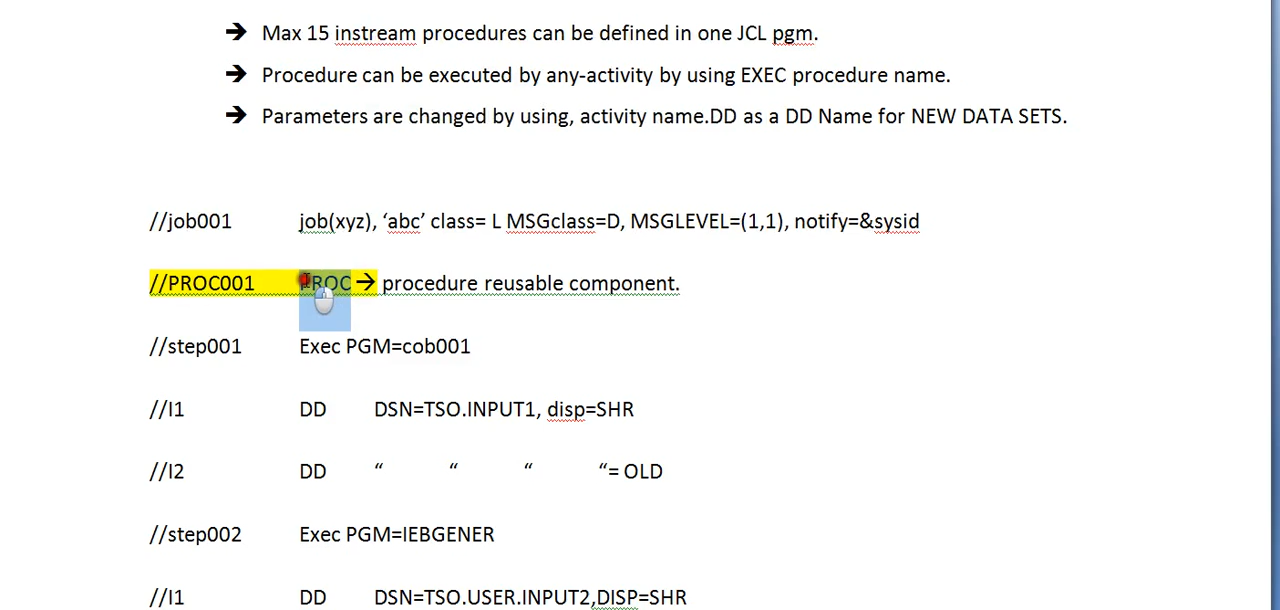 ➔ Max 15 instream procedures can be defined in one JCL pgm.
➔ Procedure can be executed by any-activity by using EXEC procedure name.
➔ Parameters are changed by using, activity name.DD as a DD Name for NEW DATA SETS.
//job001 job(xyz), ‘abc’ class= L MSGclass=D, MSGLEVEL=(1,1), notify=&sysid
//PROC001 PROC ➔ procedure reusable component.
//step001 Exec PGM=cob001
//I1 DD DSN=TSO.INPUT1, disp=SHR
//I2 DD “ “ “ “= OLD
//step002 Exec PGM=IEBGENER
//I1 DD DSN=TSO.USER.INPUT2,DISP=SHR